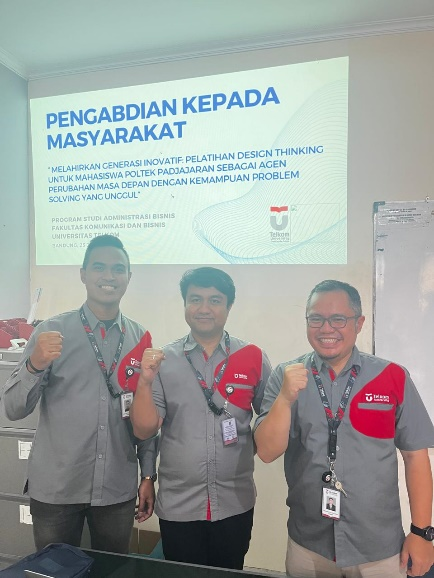 PENGABDIAN KEPADA
MASYARAKAT
" MELAHIRKAN GENERASI INOVATIF: PELATIHAN DESIGN THINKING
UNTUK MAHASISWA POLTEK PADJAJARAN SEBAGAI AGEN
PERUBAHAN MASA DEPAN DENGAN KEMAMPUAN PROBLEM
SOLVING YANG UNGGUL"
PROGRAM STUDI ADMINISTRASI BISNIS
FAKULTAS KOMUNIKASI DAN BISNIS
UNIVERSITAS
BANDUNG,
Telkom
University
Telkom
University